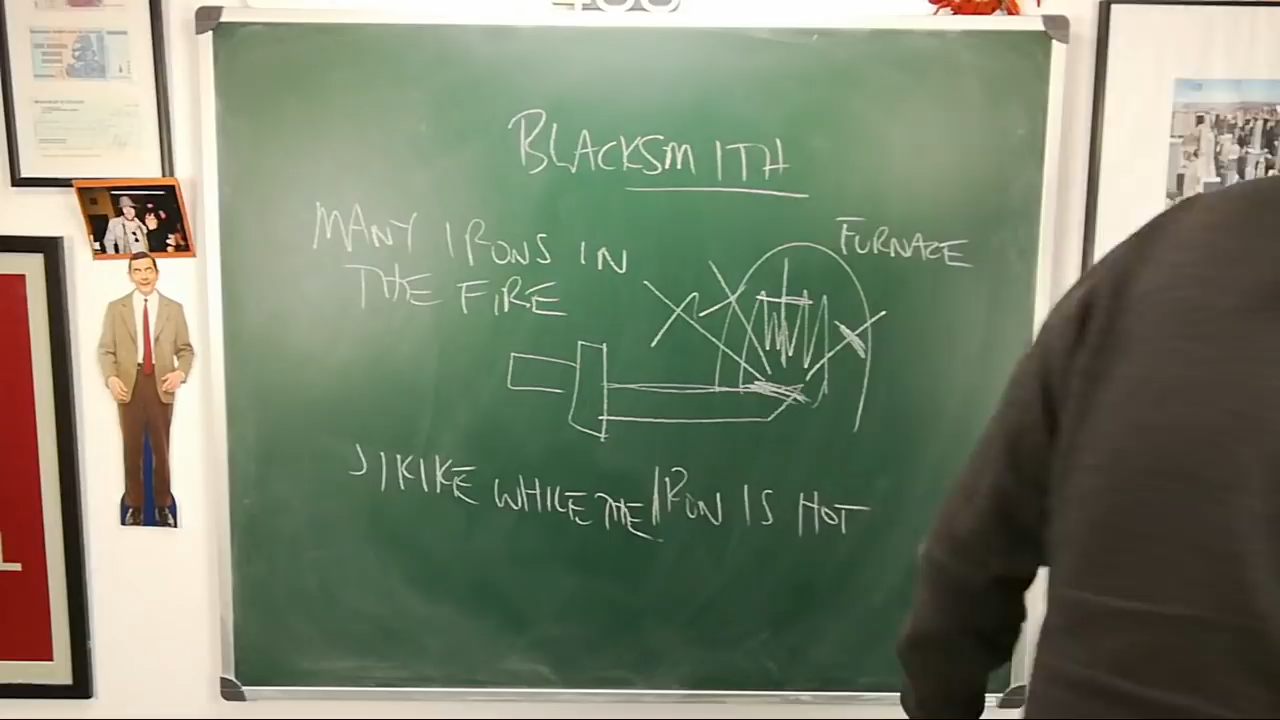 BLACKSMITH
MANY IRONS IN
THE FIRE
FURNACE
STRIKE WHILE THE IRON IS HOT